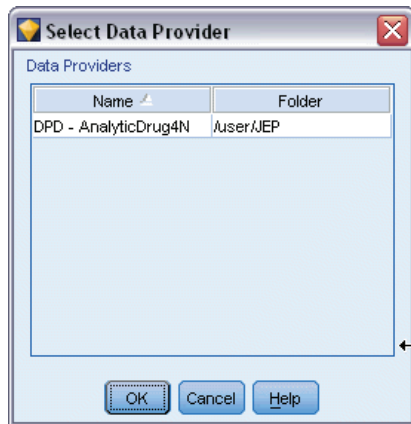 Select Data Provider
Data Providers
Name Folder
DPD - AnalyticDrug4N /user/JEP
OK Cancel Help